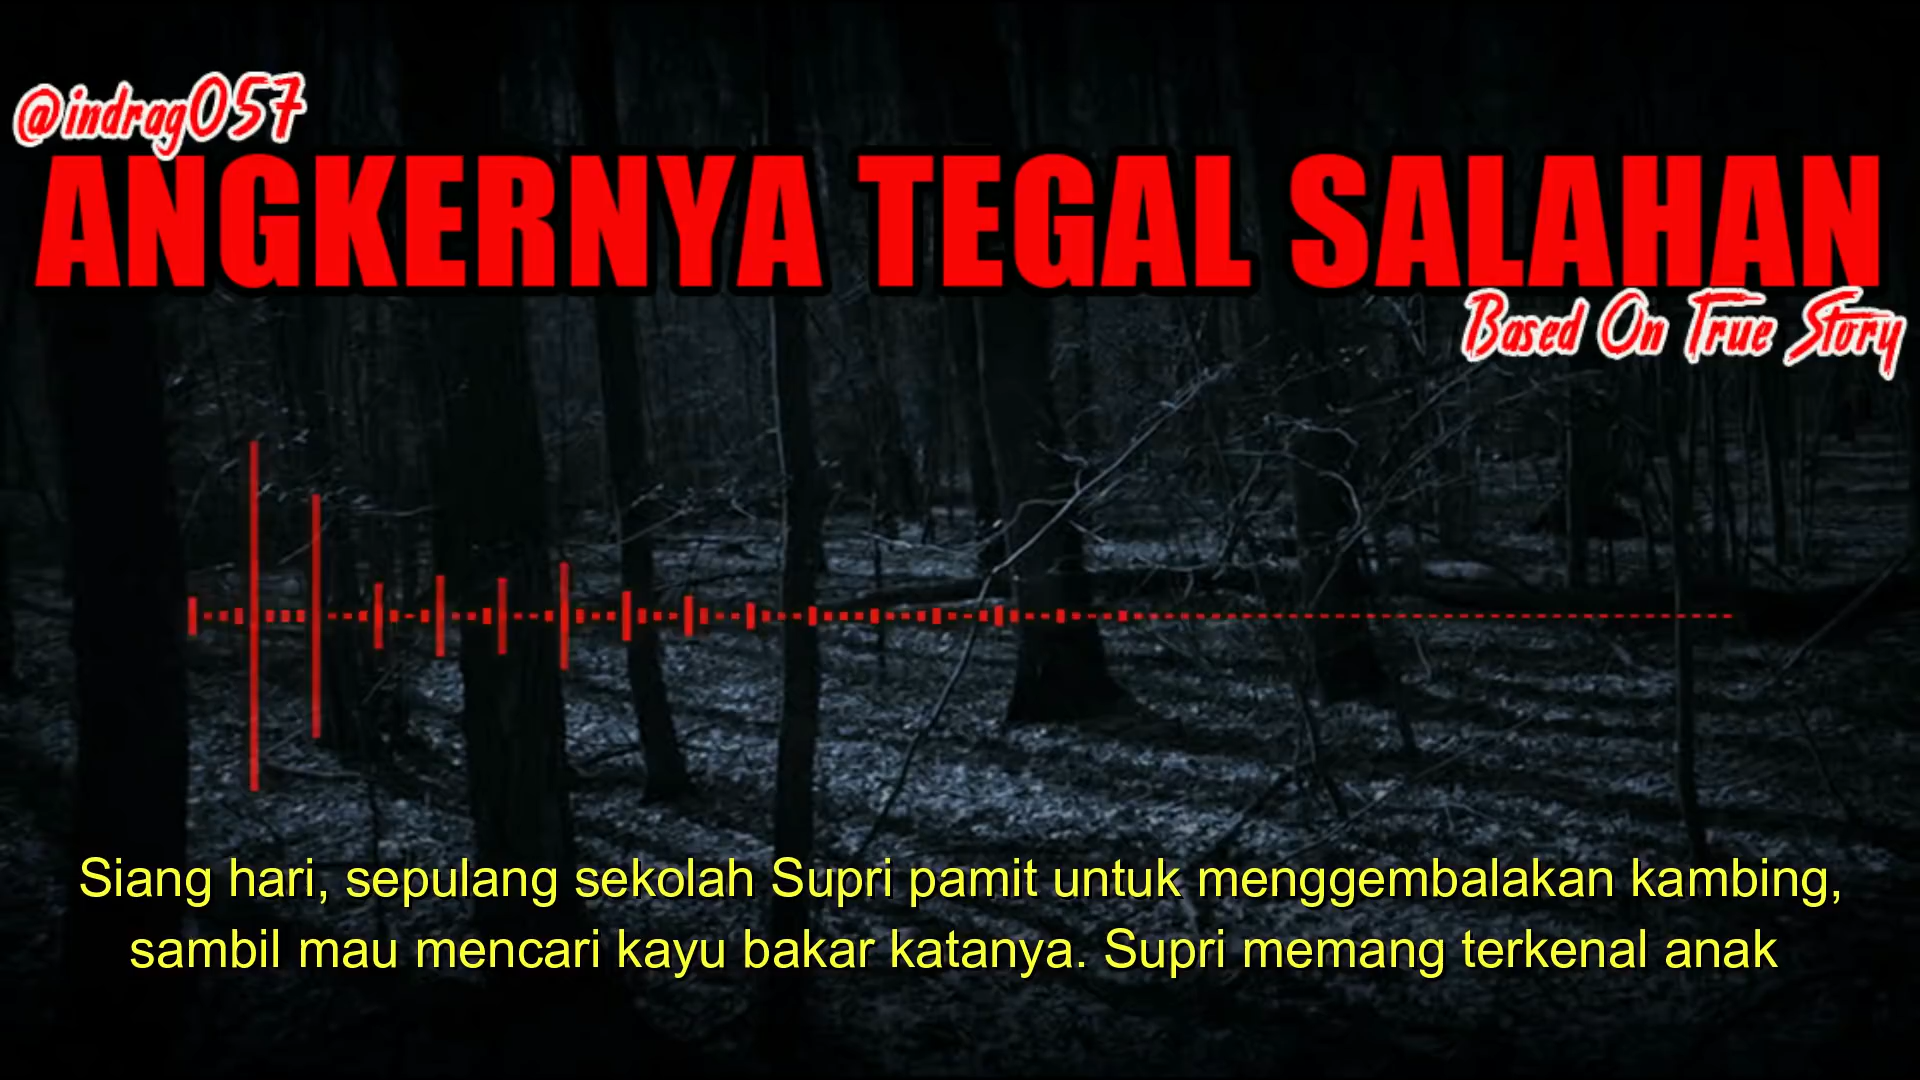 @indrag057
ANGKERNYA TEGAL SALAHAN
Based On True Story
Siang hari, sepulang sekolah Supri pamit untuk menggembalakan kambing,
sambil mau mencari kayu bakar katanya. Supri memang terkenal anak